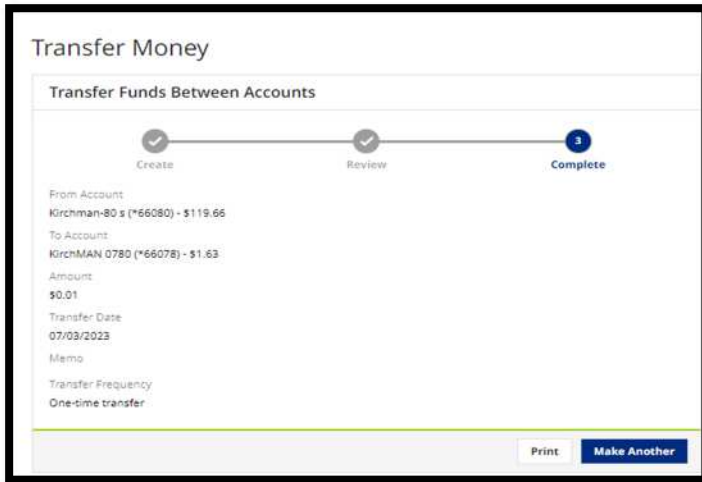 Transfer Money
Transfer Funds Between Accounts
3
Create
Review
Complete
From Account
Kirchman-80 s (*66080) - $119.66
To Account
KirchMAN 0780 (*66078) - $1.63
Amount
$0.01
Transfer Date
07/03/2023
Memo
Transfer Frequency
One-time transfer
Print
Make Another